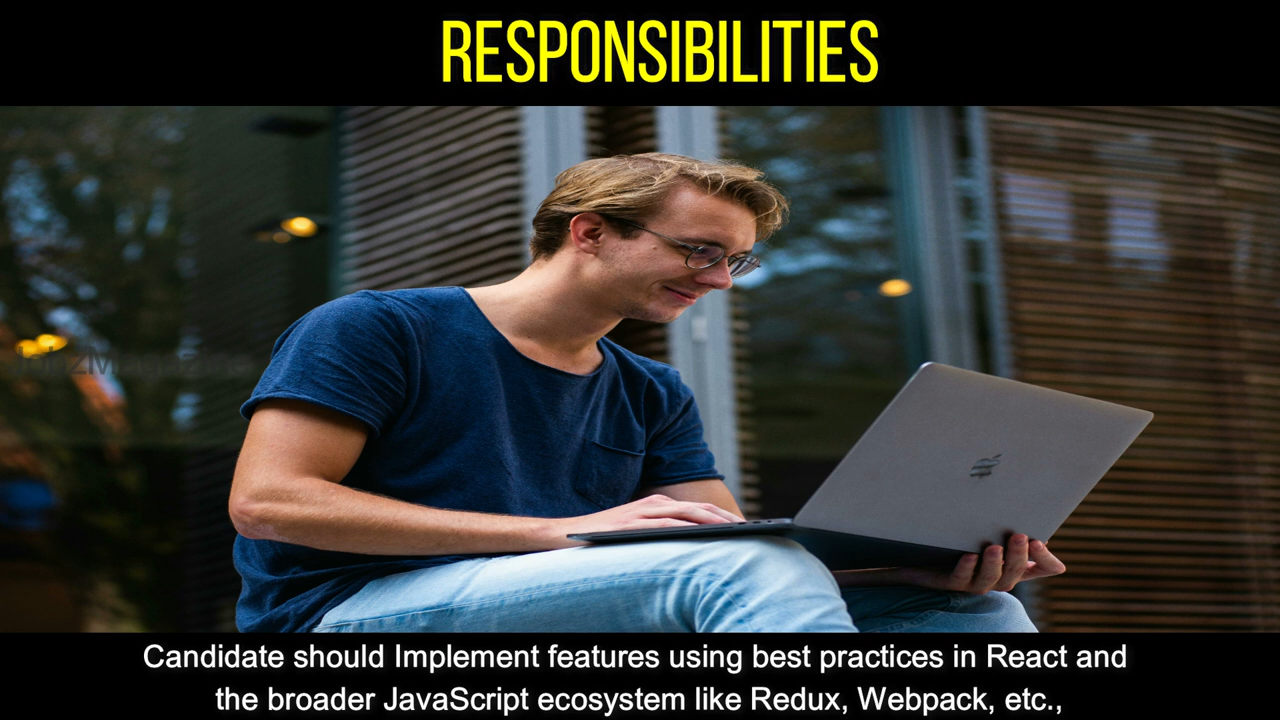 RESPONSIBILITIES
JobzMagazine
Candidate should Implement features using best practices in React and
the broader JavaScript ecosystem like Redux, Webpack, etc.,